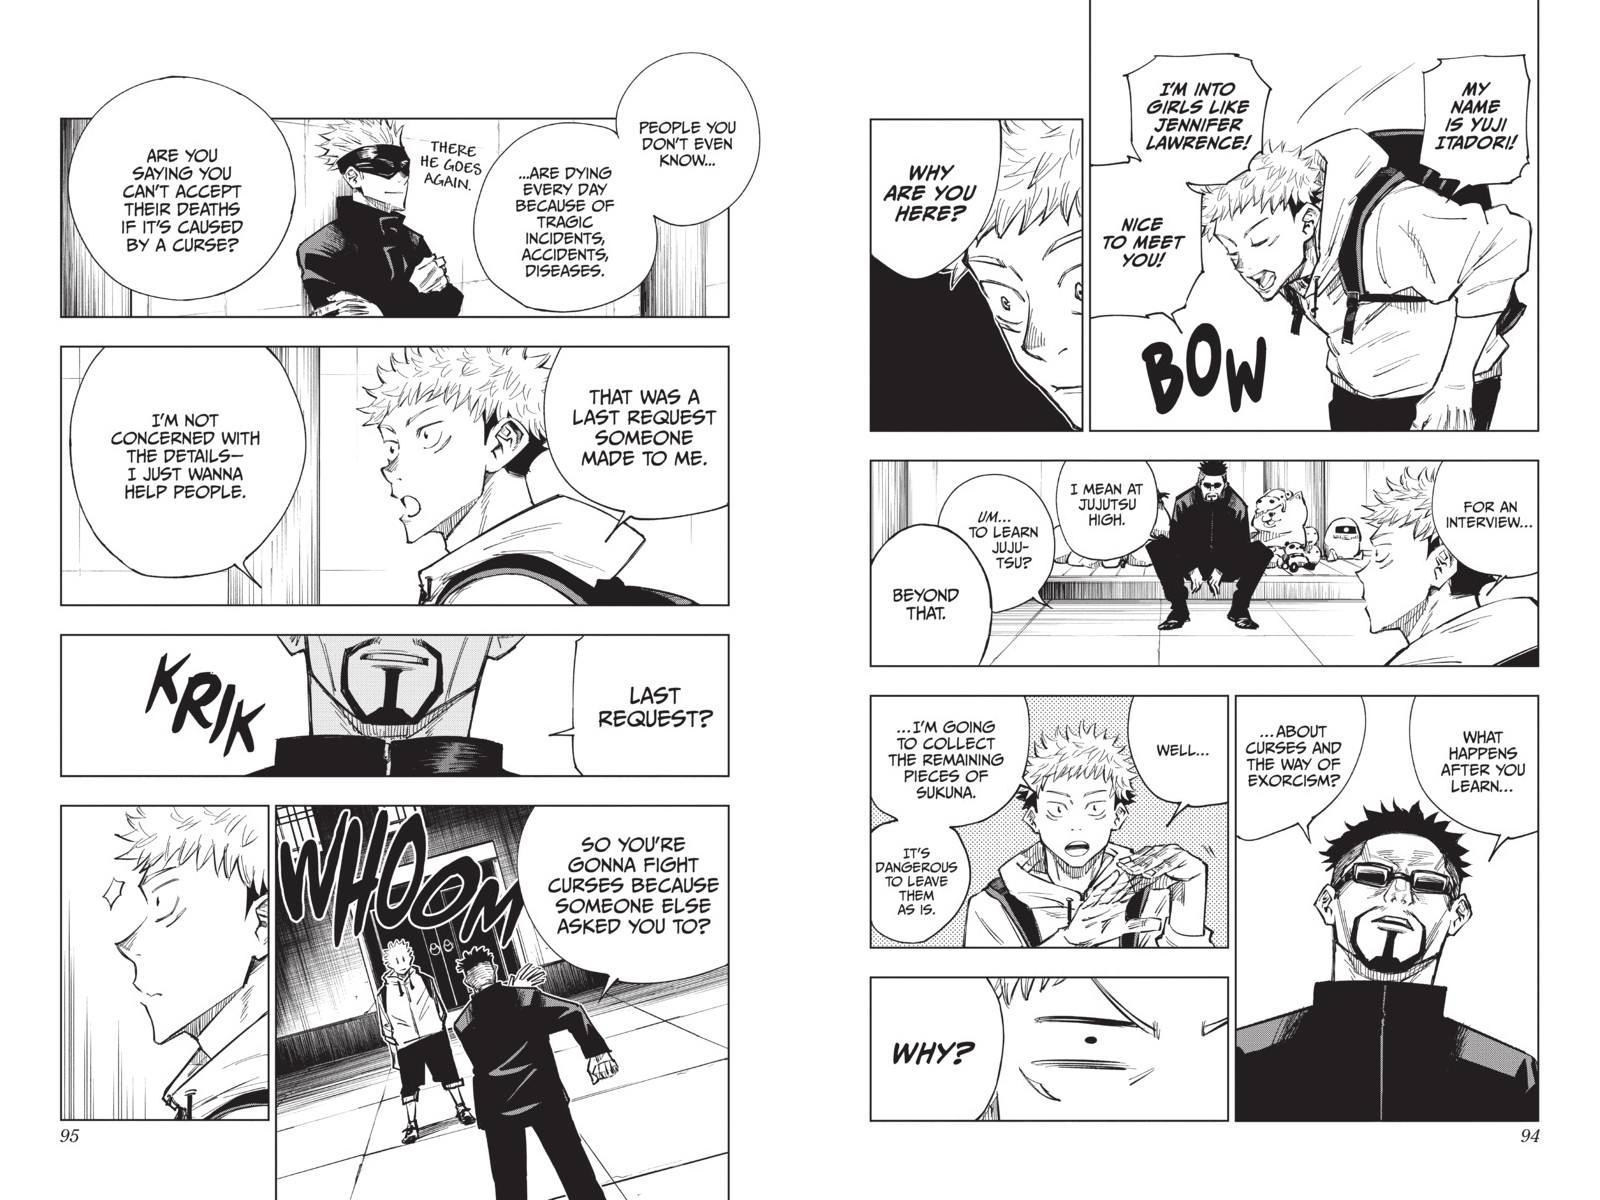 MY
NAME
IS YUJI
ITADORI!
I'M INTO
GIRLS LIKE
JENNIFER
LAWRENCE!
NICE
TO MEET
YOU!
BOW
WHY
ARE YOU
HERE?
FOR AN
INTERVIEW...
I MEAN AT
JUJUTSU
HIGH.
UM...
TO LEARN
JUJU-
TSU?
BEYOND
THAT.
WHAT
HAPPENS
AFTER YOU
LEARN...
...ABOUT
CURSES AND
THE WAY OF
EXORCISM?
WELL...
...I'M GOING
TO COLLECT
THE REMAINING
PIECES OF
SUKUNA.
IT'S
DANGEROUS
TO LEAVE
THEM
AS IS.
WHY?
94
PEOPLE YOU
DON'T EVEN
KNOW...
...ARE DYING
EVERY DAY
BECAUSE OF
TRAGIC
INCIDENTS,
ACCIDENTS,
DISEASES.
THERE
HE GOES
AGAIN.
ARE YOU
SAYING YOU
CAN'T ACCEPT
THEIR DEATHS
IF IT'S CAUSED
BY A CURSE?
THAT WAS A
LAST REQUEST
SOMEONE
MADE TO ME.
I'M NOT
CONCERNED WITH
THE DETAILS—
I JUST WANNA
HELP PEOPLE.
LAST
REQUEST?
KRIK
SO YOU'RE
GONNA FIGHT
CURSES BECAUSE
SOMEONE ELSE
ASKED YOU TO?
WHOOM
95